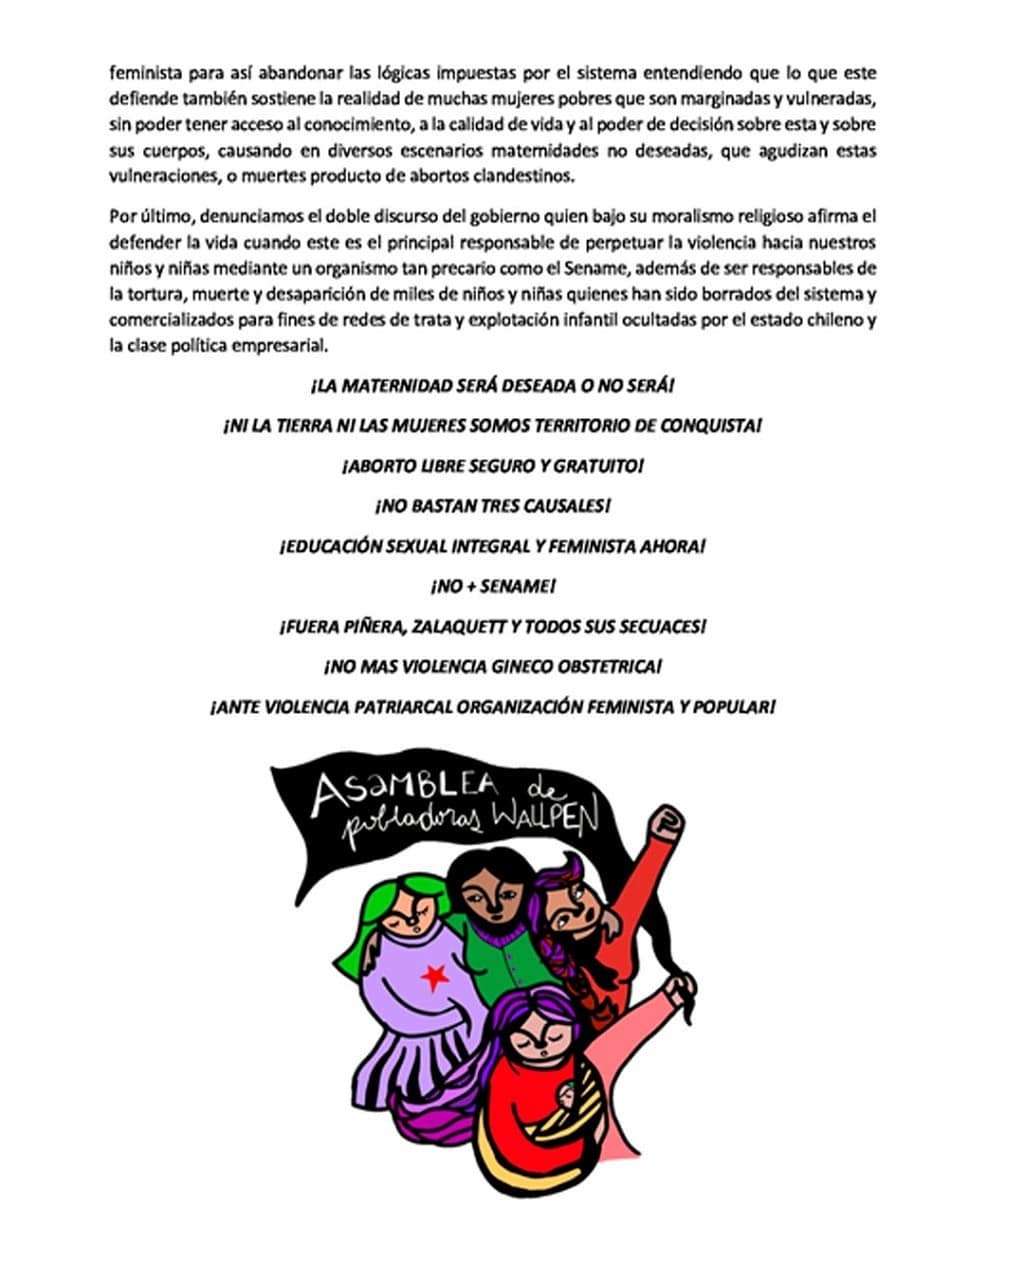 feminista para así abandonar las lógicas impuestas por el sistema entendiendo que lo que este
defiende también sostiene la realidad de muchas mujeres pobres que son marginadas y vulneradas,
sin poder tener acceso al conocimiento, a la calidad de vida y al poder de decisión sobre esta y sobre
sus cuerpos, causando en diversos escenarios maternidades no deseadas, que agudizan estas
vulneraciones, o muertes producto de abortos clandestinos.
Por último, denunciamos el doble discurso del gobierno quien bajo su moralismo religioso afirma el
defender la vida cuando este es el principal responsable de perpetuar la violencia hacia nuestros
niños y niñas mediante un organismo tan precario como el Sename, además de ser responsables de
la tortura, muerte y desaparición de miles de niños y niñas quienes han sido borrados del sistema y
comercializados para fines de redes de trata y explotación infantil ocultadas por el estado chileno y
la clase política empresarial.
¡LA MATERNIDAD SERÁ DESEADA O NO SERÁ!
¡NI LA TIERRA NI LAS MUJERES SOMOS TERRITORIO DE CONQUISTA!
¡ABORTO LIBRE SEGURO Y GRATUITO!
¡NO BASTAN TRES CAUSALES!
¡EDUCACIÓN SEXUAL INTEGRAL Y FEMINISTA AHORA!
¡NO + SENAME!
¡FUERA PIÑERA, ZALAQUETT Y TODOS SUS SECUACES!
¡NO MAS VIOLENCIA GINECO OBSTETRICA!
¡ANTE VIOLENCIA PATRIARCAL ORGANIZACIÓN FEMINISTA Y POPULAR!
ASaMBLEA de
pobladoras WALLPEN